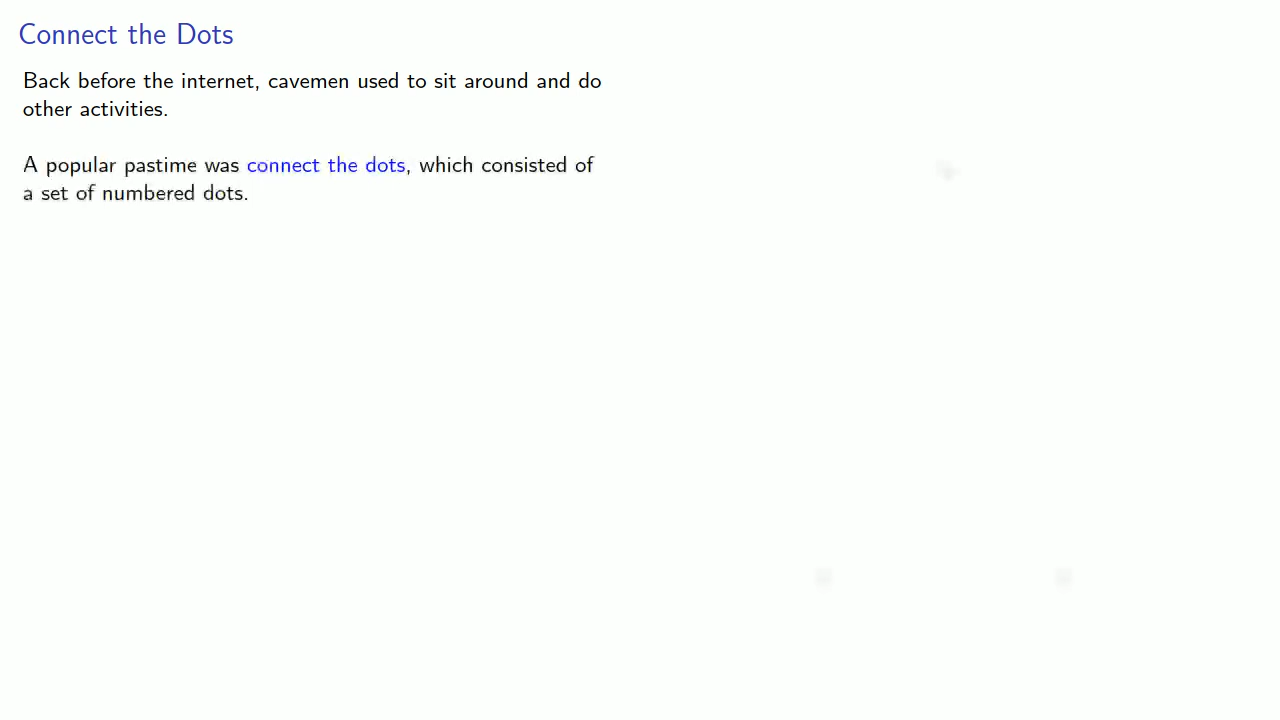 Connect the Dots
Back before the internet, cavemen used to sit around and do
other activities.
A popular pastime was connect the dots, which consisted of
a set of numbered dots.